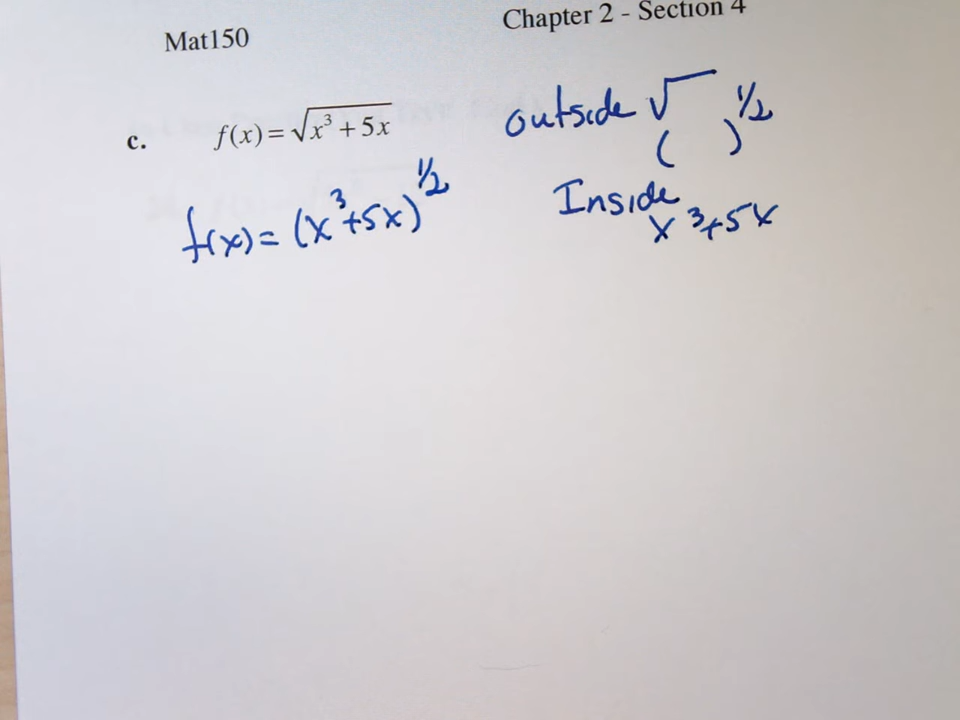 Mat150
Chapter 2 - Section 4
c. f(x) = √x³ + 5x
outside √
( )^½
f(x) = (x³+5x)^½
Inside
x³+5x